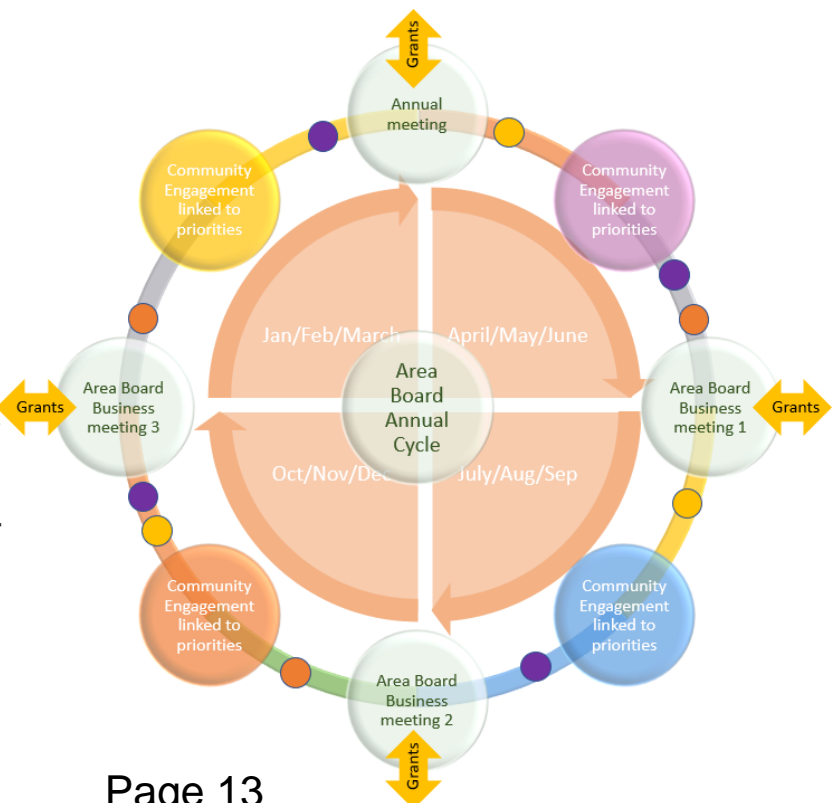 Grants
Annual
meeting
Community
Engagement
linked to
priorities
Community
Engagement
linked to
priorities
Jan/Feb/March
April/May/June
Area
Board
Annual
Cycle
Grants
Area Board
Business
meeting 3
Area Board
Business
meeting 1
Grants
Oct/Nov/Dec
July/Aug/Sep
Community
Engagement
linked to
priorities
Community
Engagement
linked to
priorities
Area Board
Business
meeting 2
Grants
Page 13